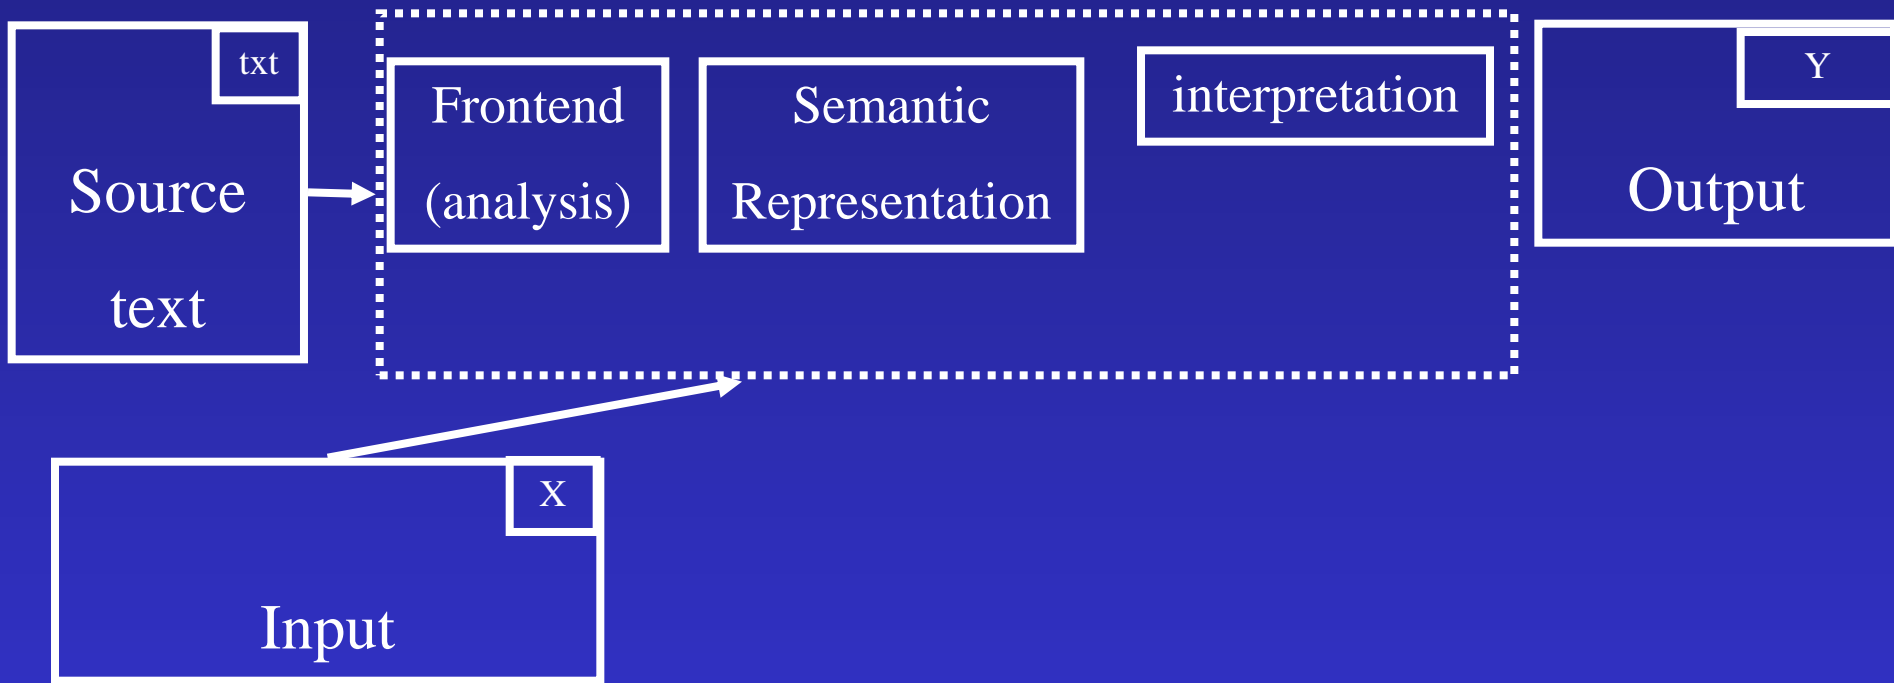 txt
Source
text
Frontend
(analysis)
Semantic
Representation
interpretation
Y
Output
X
Input